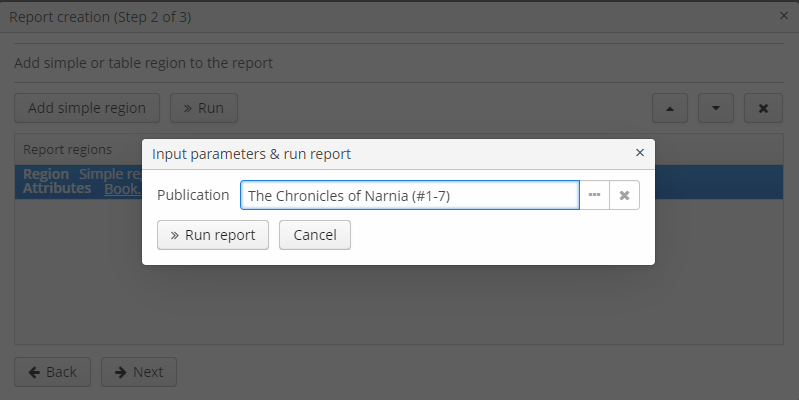 Report creation (Step 2 of 3)
Add simple or table region to the report
Add simple region
Run
Report regions
Region Simple re
Attributes Book.
Input parameters & run report
Publication The Chronicles of Narnia (#1-7)
Run report Cancel
Back Next